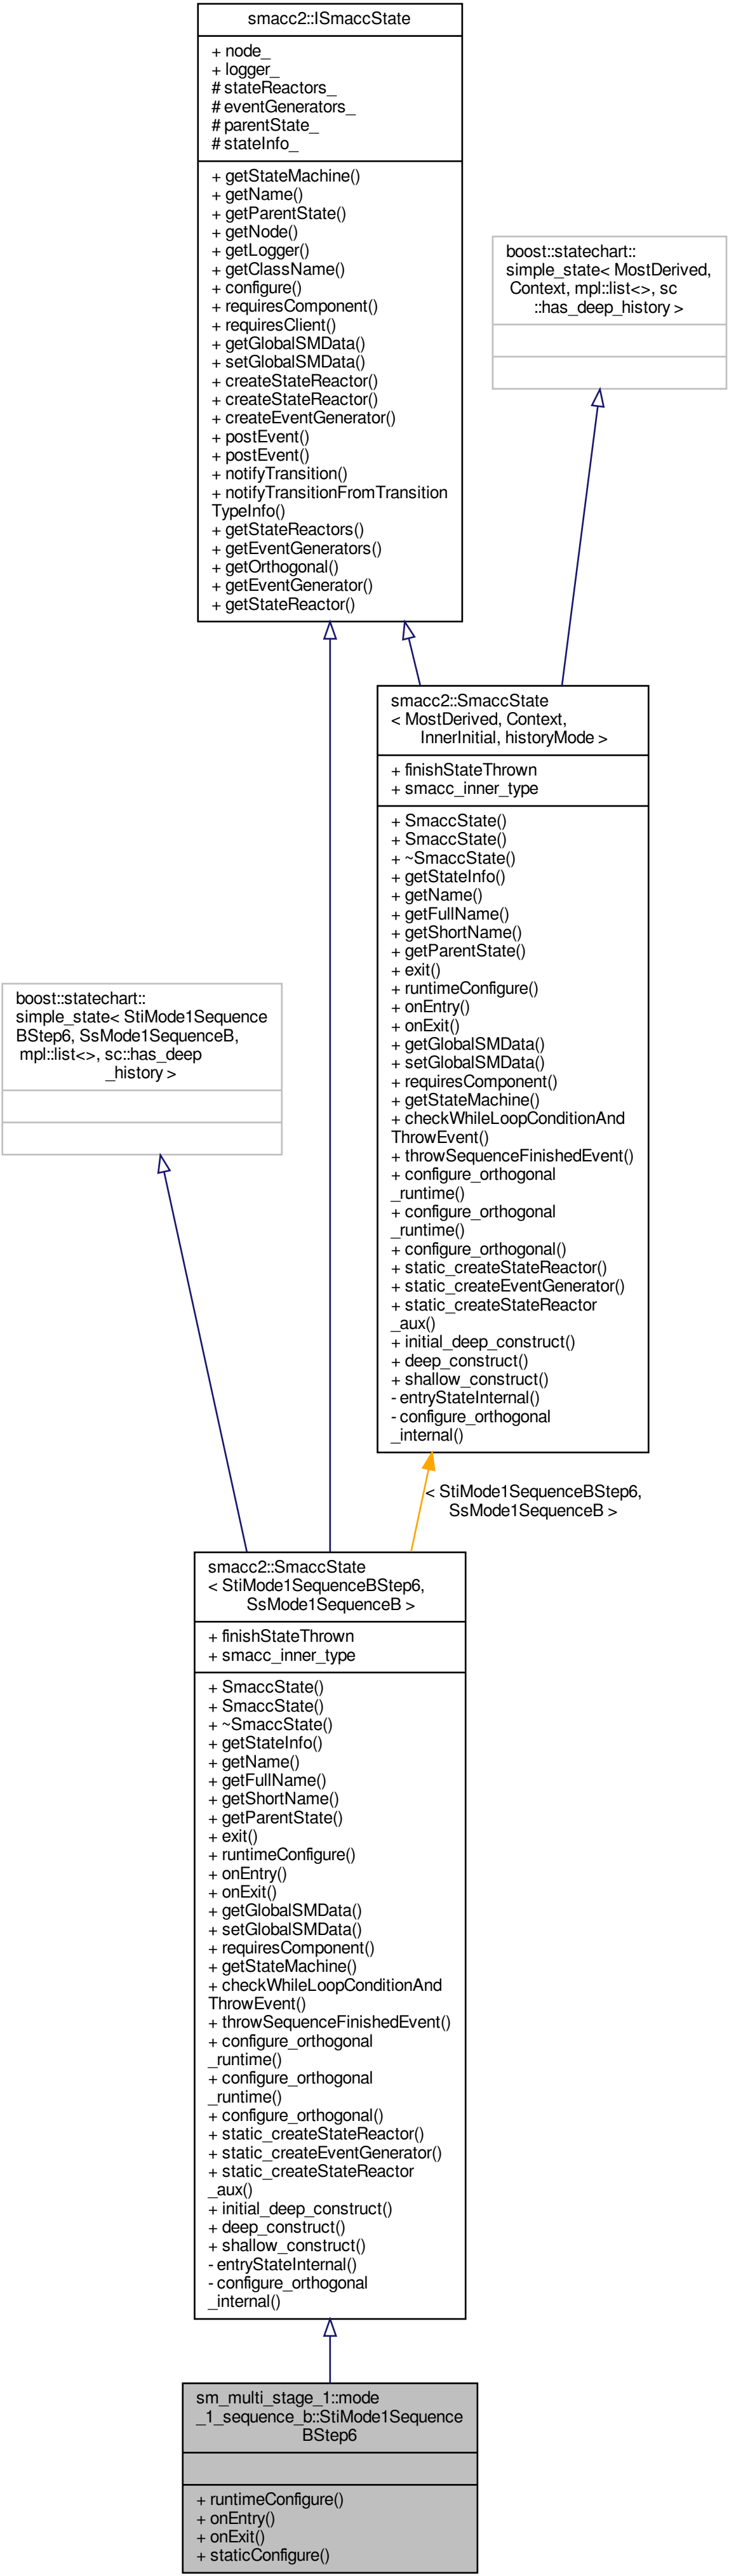 smacc2::ISmaccState
+ node_
+ logger_
# stateReactors_
# eventGenerators_
# parentState_
# stateInfo_
+ getStateMachine()
+ getName()
+ getParentState()
+ getNode()
+ getLogger()
+ getClassName()
+ configure()
+ requiresComponent()
+ requiresClient()
+ getGlobalSMData()
+ setGlobalSMData()
+ createStateReactor()
+ createStateReactor()
+ createEventGenerator()
+ postEvent()
+ postEvent()
+ notifyTransition()
+ notifyTransitionFromTransition
TypeInfo()
+ getStateReactors()
+ getEventGenerators()
+ getOrthogonal()
+ getEventGenerator()
+ getStateReactor()
boost::statechart::
simple_state< MostDerived,
Context, mpl::list<>, sc
::has_deep_history >
smacc2::SmaccState
< MostDerived, Context,
InnerInitial, historyMode >
+ finishStateThrown
+ smacc_inner_type
+ SmaccState()
+ SmaccState()
+ ~SmaccState()
+ getStateInfo()
+ getName()
+ getFullName()
+ getShortName()
+ getParentState()
+ exit()
+ runtimeConfigure()
+ onEntry()
+ onExit()
+ getGlobalSMData()
+ setGlobalSMData()
+ requiresComponent()
+ getStateMachine()
+ checkWhileLoopConditionAnd
ThrowEvent()
+ throwSequenceFinishedEvent()
+ configure_orthogonal
_runtime()
+ configure_orthogonal
_runtime()
+ configure_orthogonal()
+ static_createStateReactor()
+ static_createEventGenerator()
+ static_createStateReactor
_aux()
+ initial_deep_construct()
+ deep_construct()
+ shallow_construct()
- entryStateInternal()
- configure_orthogonal
_internal()
boost::statechart::
simple_state< StiMode1Sequence
BStep6, SsMode1SequenceB,
mpl::list<>, sc::has_deep
_history >
< StiMode1SequenceBStep6,
SsMode1SequenceB >
smacc2::SmaccState
< StiMode1SequenceBStep6,
SsMode1SequenceB >
+ finishStateThrown
+ smacc_inner_type
+ SmaccState()
+ SmaccState()
+ ~SmaccState()
+ getStateInfo()
+ getName()
+ getFullName()
+ getShortName()
+ getParentState()
+ exit()
+ runtimeConfigure()
+ onEntry()
+ onExit()
+ getGlobalSMData()
+ setGlobalSMData()
+ requiresComponent()
+ getStateMachine()
+ checkWhileLoopConditionAnd
ThrowEvent()
+ throwSequenceFinishedEvent()
+ configure_orthogonal
_runtime()
+ configure_orthogonal
_runtime()
+ configure_orthogonal()
+ static_createStateReactor()
+ static_createEventGenerator()
+ static_createStateReactor
_aux()
+ initial_deep_construct()
+ deep_construct()
+ shallow_construct()
- entryStateInternal()
- configure_orthogonal
_internal()
sm_multi_stage_1::mode
_1_sequence_b::StiMode1Sequence
BStep6
+ runtimeConfigure()
+ onEntry()
+ onExit()
+ staticConfigure()